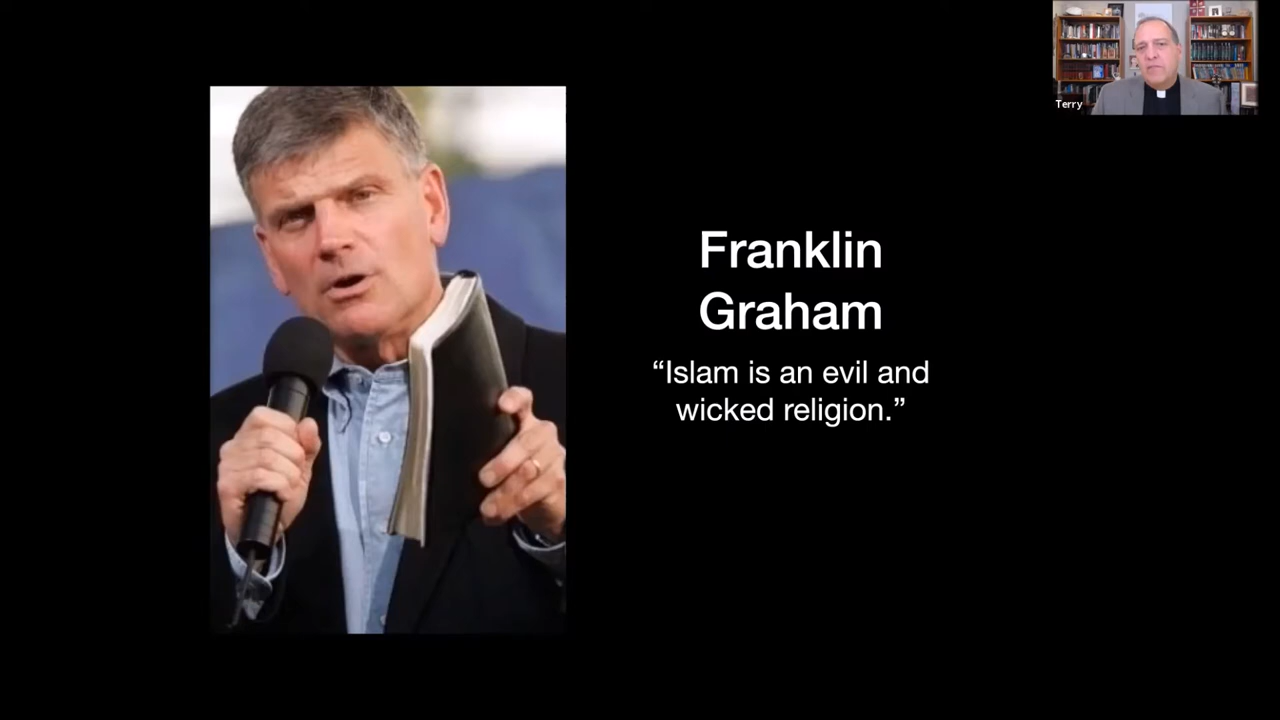 Terry
Franklin
Graham
“Islam is an evil and
wicked religion.”